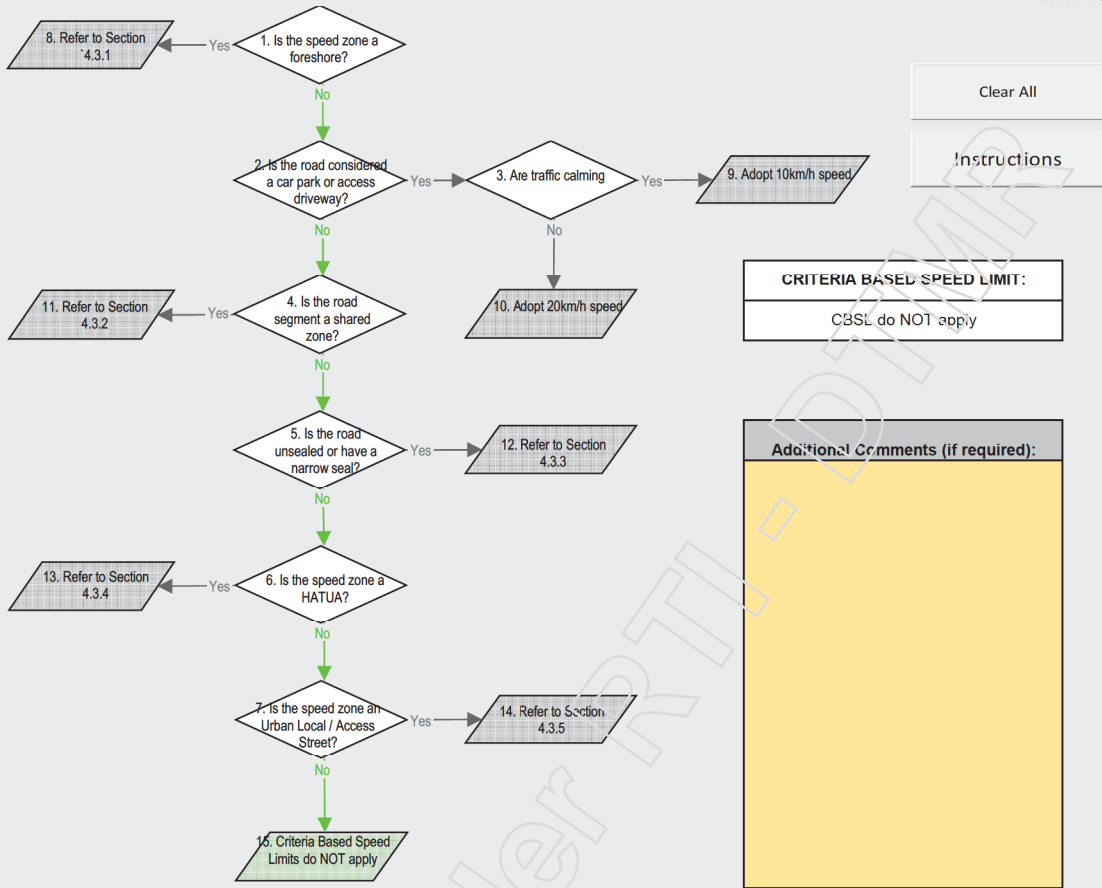 1. Is the speed zone a
foreshore?
Yes
8. Refer to Section
`4.3.1
No
2. Is the road considered
a car park or access
driveway?
Yes
3. Are traffic calming
Yes
9. Adopt 10km/h speed
No
10. Adopt 20km/h speed
No
4. Is the road
segment a shared
zone?
Yes
11. Refer to Section
4.3.2
No
5. Is the road
unsealed or have a
narrow seal?
Yes
12. Refer to Section
4.3.3
No
6. Is the speed zone a
HATUA?
Yes
13. Refer to Section
4.3.4
No
7. Is the speed zone an
Urban Local / Access
Street?
Yes
14. Refer to Section
4.3.5
No
15. Criteria Based Speed
Limits do NOT apply
Clear All
Instructions
CRITERIA BASED SPEED LIMIT:
CBSL do NOT apply
Additional Comments (if required):
RTI - DTMR